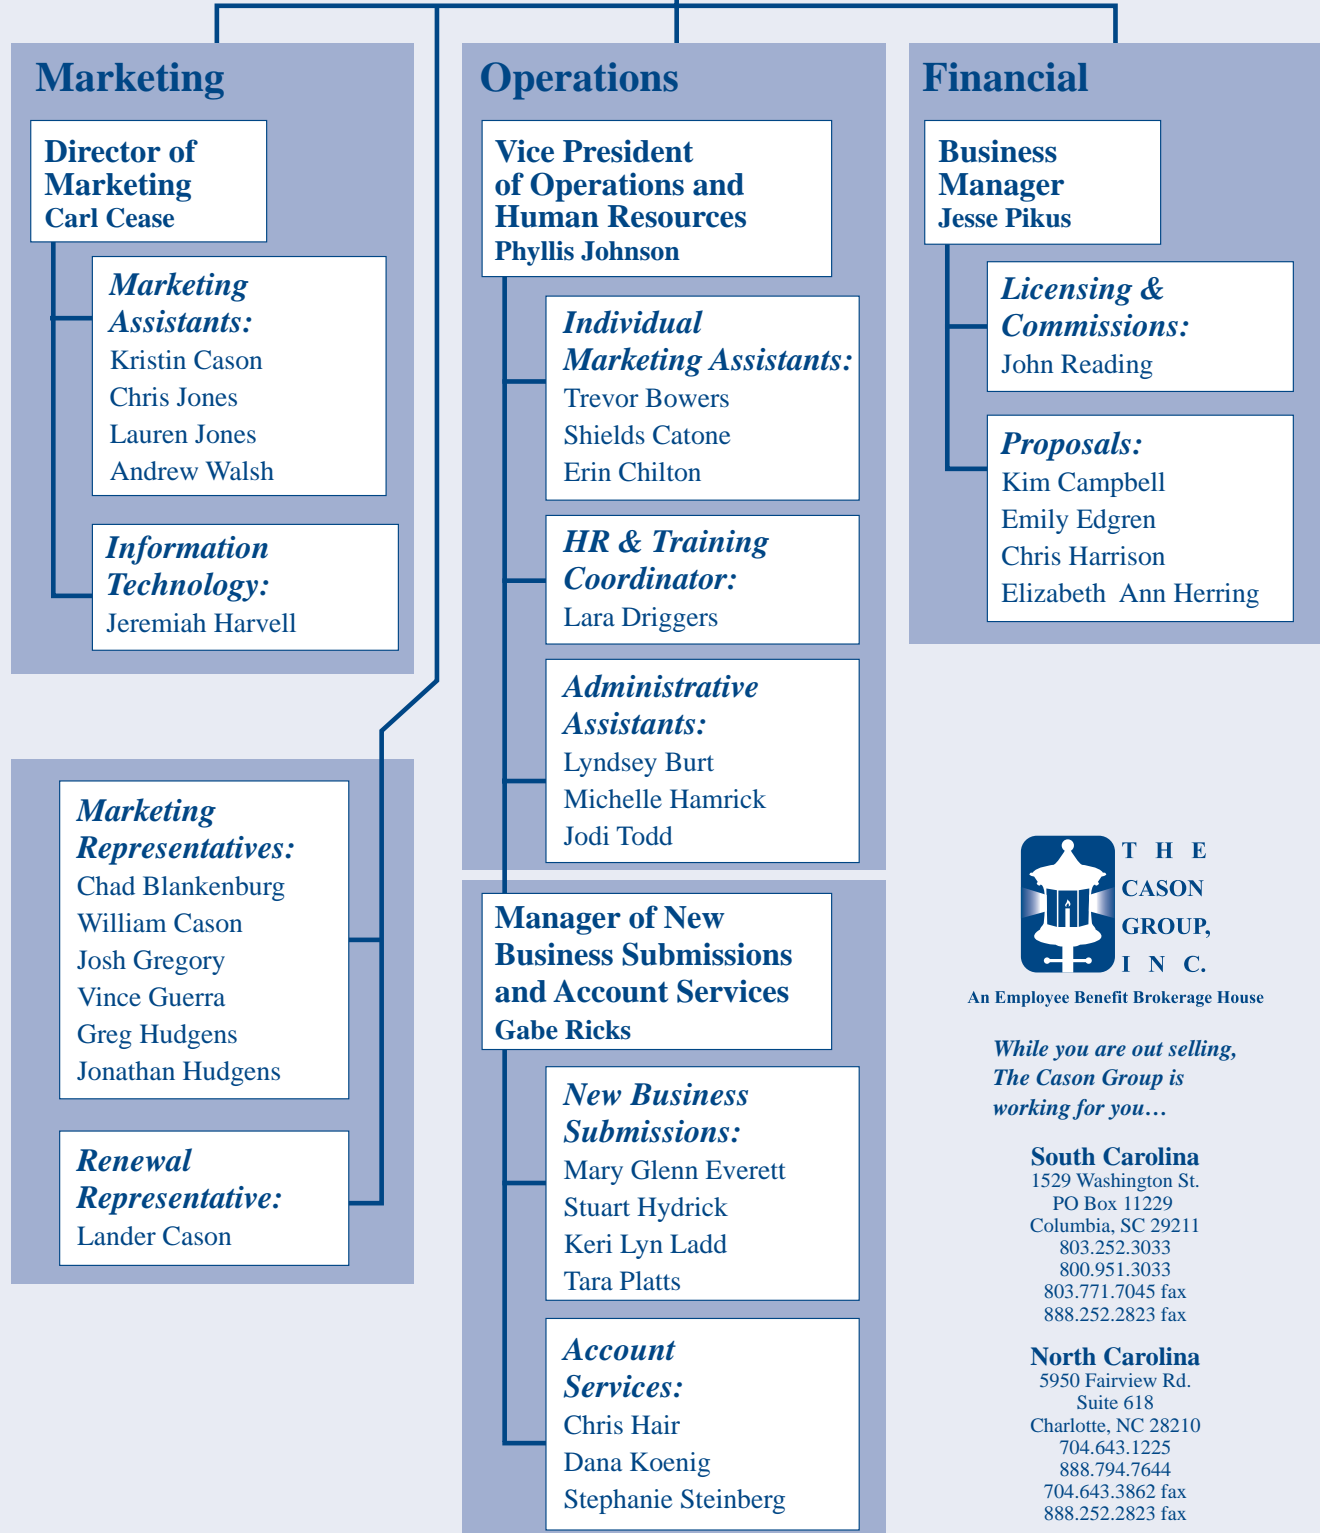 Marketing
Director of
Marketing
Carl Cease
Marketing
Assistants:
Kristin Cason
Chris Jones
Lauren Jones
Andrew Walsh
Information
Technology:
Jeremiah Harvell
Marketing
Representatives:
Chad Blankenburg
William Cason
Josh Gregory
Vince Guerra
Greg Hudgens
Jonathan Hudgens
Renewal
Representative:
Lander Cason
Operations
Vice President
of Operations and
Human Resources
Phyllis Johnson
Individual
Marketing Assistants:
Trevor Bowers
Shields Catone
Erin Chilton
HR & Training
Coordinator:
Lara Driggers
Administrative
Assistants:
Lyndsey Burt
Michelle Hamrick
Jodi Todd
Manager of New
Business Submissions
and Account Services
Gabe Ricks
New Business
Submissions:
Mary Glenn Everett
Stuart Hydrick
Keri Lyn Ladd
Tara Platts
Account
Services:
Chris Hair
Dana Koenig
Stephanie Steinberg
Financial
Business
Manager
Jesse Pikus
Licensing &
Commissions:
John Reading
Proposals:
Kim Campbell
Emily Edgren
Chris Harrison
Elizabeth Ann Herring
THE
CASON
GROUP,
INC.
An Employee Benefit Brokerage House
While you are out selling,
The Cason Group is
working for you…
South Carolina
1529 Washington St.
PO Box 11229
Columbia, SC 29211
803.252.3033
800.951.3033
803.771.7045 fax
888.252.2823 fax
North Carolina
5950 Fairview Rd.
Suite 618
Charlotte, NC 28210
704.643.1225
888.794.7644
704.643.3862 fax
888.252.2823 fax